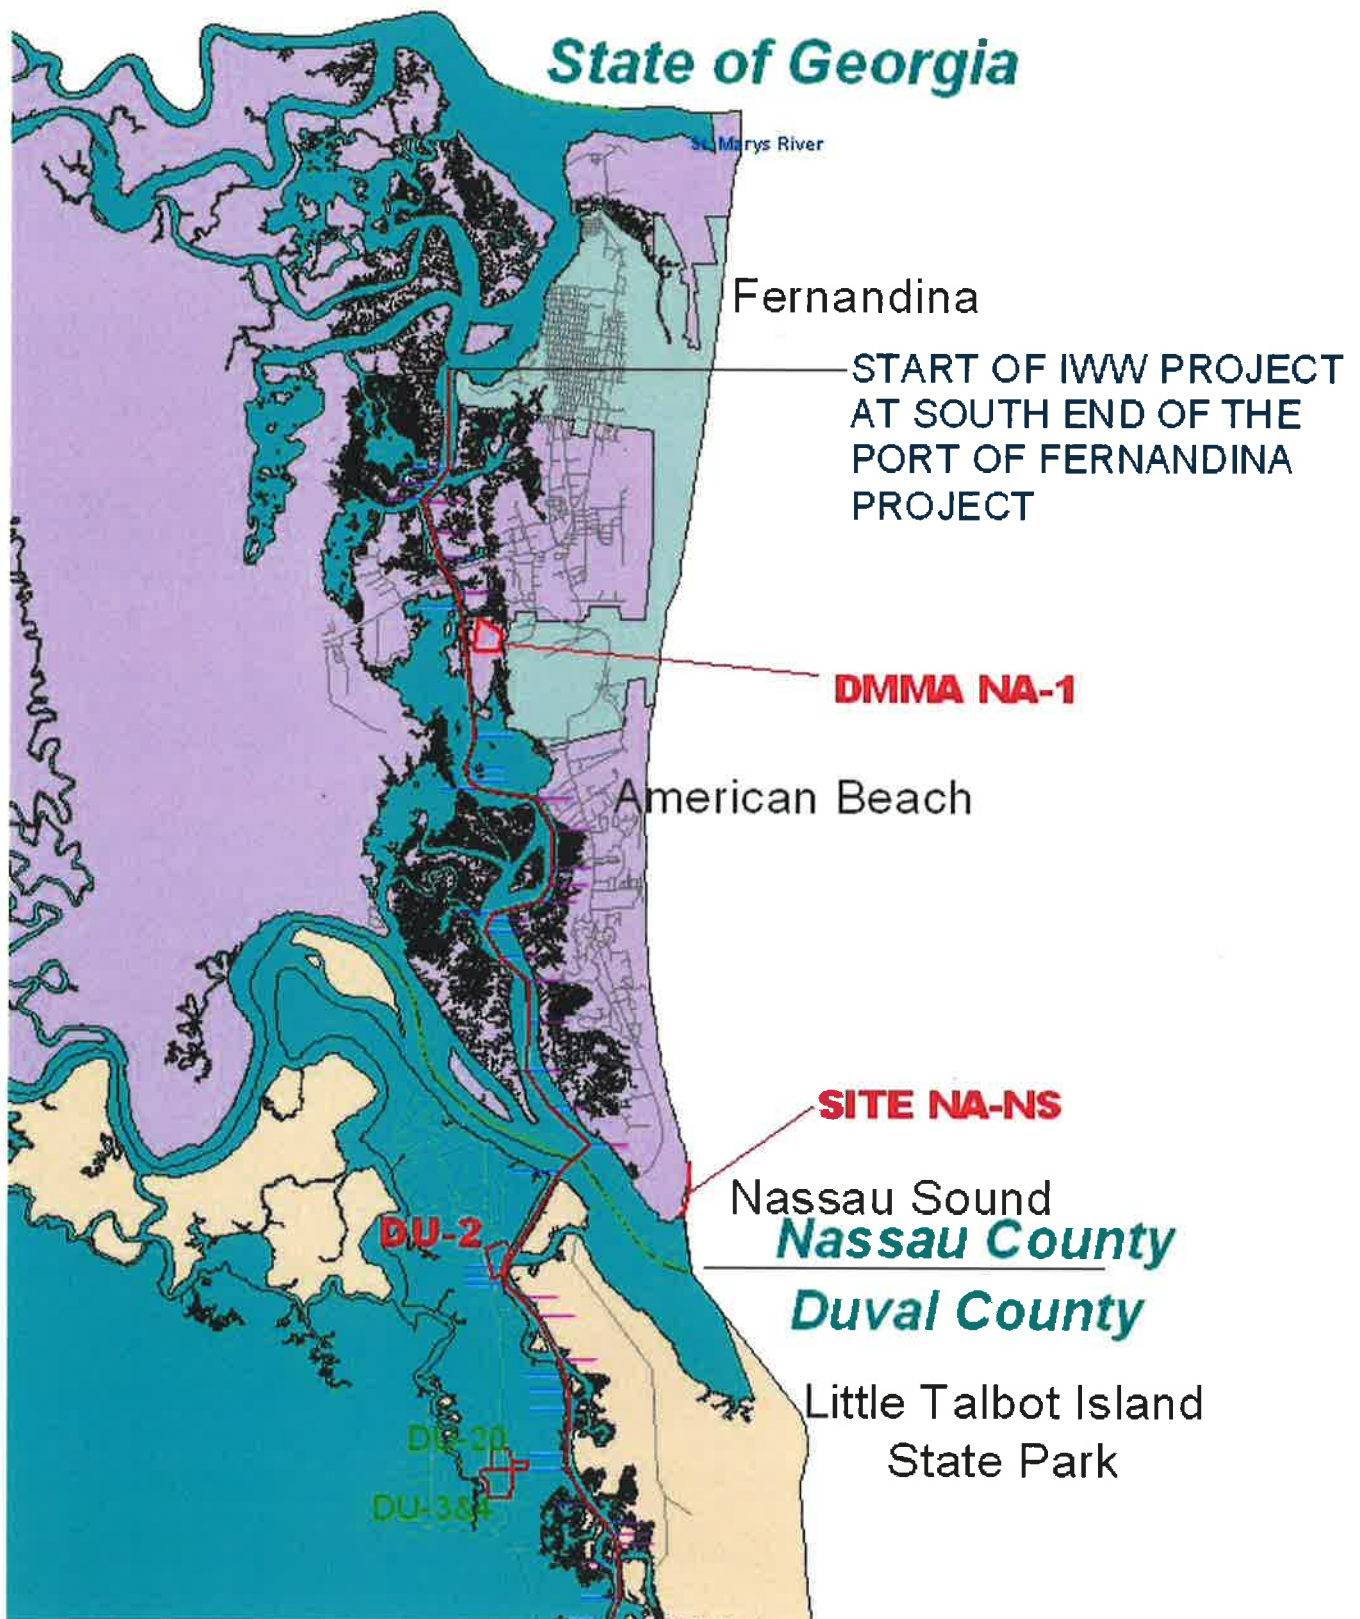 State of Georgia
St. Marys River
Fernandina
START OF IWW PROJECT
AT SOUTH END OF THE
PORT OF FERNANDINA
PROJECT
DMMA NA-1
American Beach
SITE NA-NS
Nassau Sound
DU-2
Nassau County
Duval County
Little Talbot Island
State Park
DU-20
DU-3&4